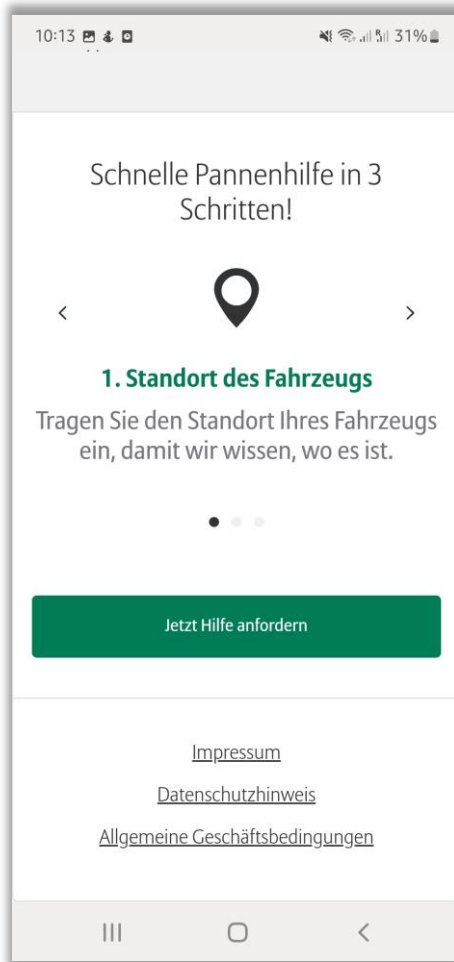 10:13
31%
Schnelle Pannenhilfe in 3
Schritten!
1. Standort des Fahrzeugs
Tragen Sie den Standort Ihres Fahrzeugs
ein, damit wir wissen, wo es ist.
Jetzt Hilfe anfordern
Impressum
Datenschutzhinweis
Allgemeine Geschäftsbedingungen